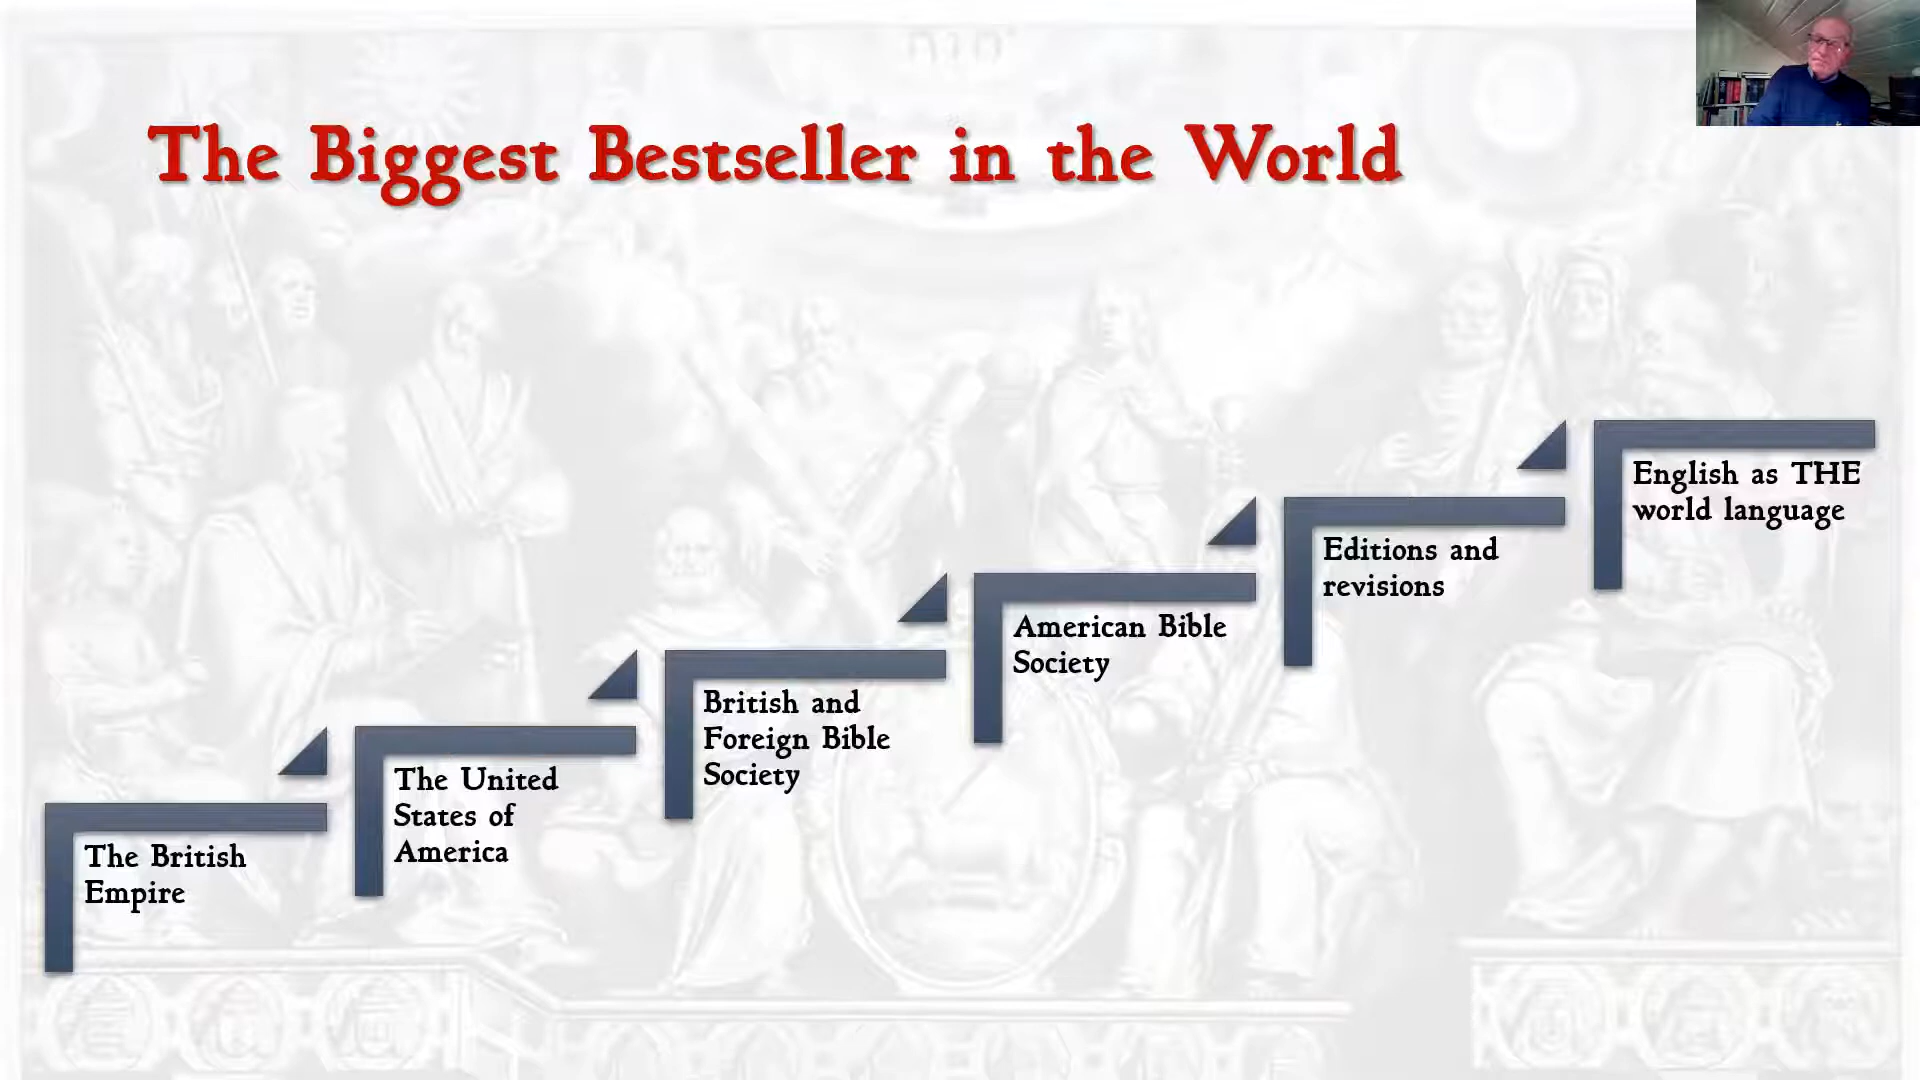 The Biggest Bestseller in the World
The British
Empire
The United
States of
America
British and
Foreign Bible
Society
American Bible
Society
Editions and
revisions
English as THE
world language